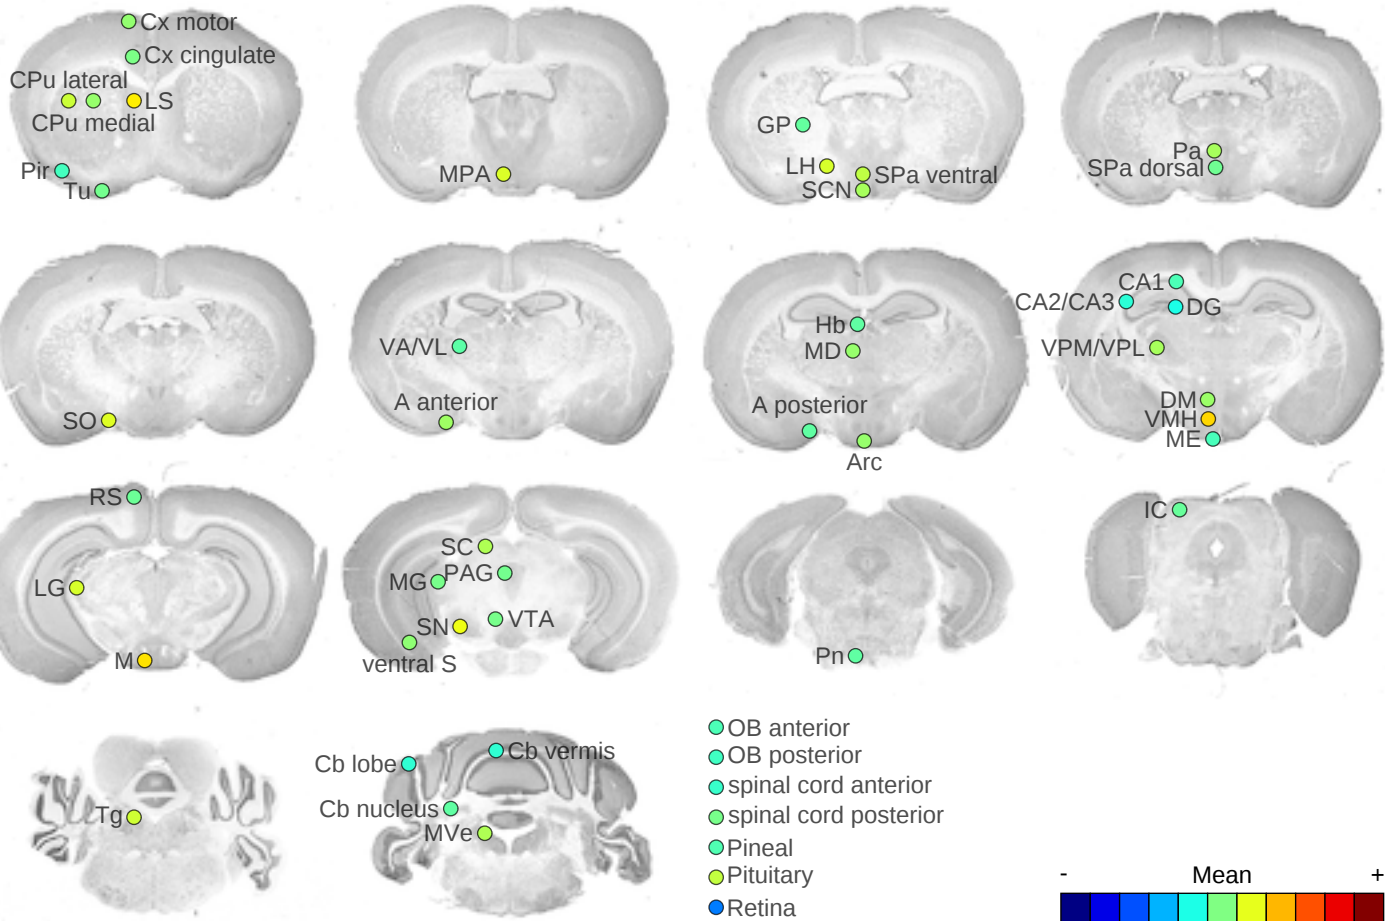 Cx motor
Cx cingulate
CPu lateral
LS
CPu medial
Pir
Tu
MPA
GP
LH
SPa ventral
SCN
Pa
SPa dorsal
SO
VA/VL
A anterior
Hb
MD
A posterior
Arc
CA1
CA2/CA3
DG
VPM/VPL
DM
VMH
ME
RS
LG
M
SC
MG
PAG
SN
VTA
ventral S
Pn
IC
Tg
Cb lobe
Cb vermis
Cb nucleus
MVe
OB anterior
OB posterior
spinal cord anterior
spinal cord posterior
Pineal
Pituitary
Retina
- Mean +